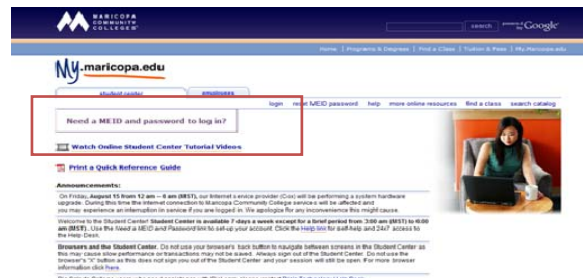 MARICOPA
COMMUNITY
COLLEGES
search
Google
Home | Programs & Degrees | Find a Class | Tuition & Fees | My.Maricopa.edu
My.maricopa.edu
student center employees
login reset MEID password help more online resources find a class search catalog
Need a MEID and password to log in?
Watch Online Student Center Tutorial Videos
Print a Quick Reference Guide
Announcements:
On Friday, August 15 from 12 am – 8 am (MST), our Internet service provider (Cox) will be performing a system hardware
upgrade. During this time the Internet connection to Maricopa Community College services will be affected and
you may experience an interruption in service if you are logged in. We apologize for any inconvenience this might cause.
Welcome to the Student Center! Student Center is available 7 days a week except for a brief period from 3:00 am (MST) to 4:00
am (MST). Use the Need a MEID and Password link to set-up your account. Click the Help link for self-help and 24x7 access to
the Help Desk.
Browsers and the Student Center. Do not use your browser's back button to navigate between screens in the Student Center as
this may cause slow performance or transactions may not be saved. Always sign out of the Student Center. Do not use the
browser's "X" button as this does not sign you out of the Student Center and your session will still be open. For more browser
information click here.